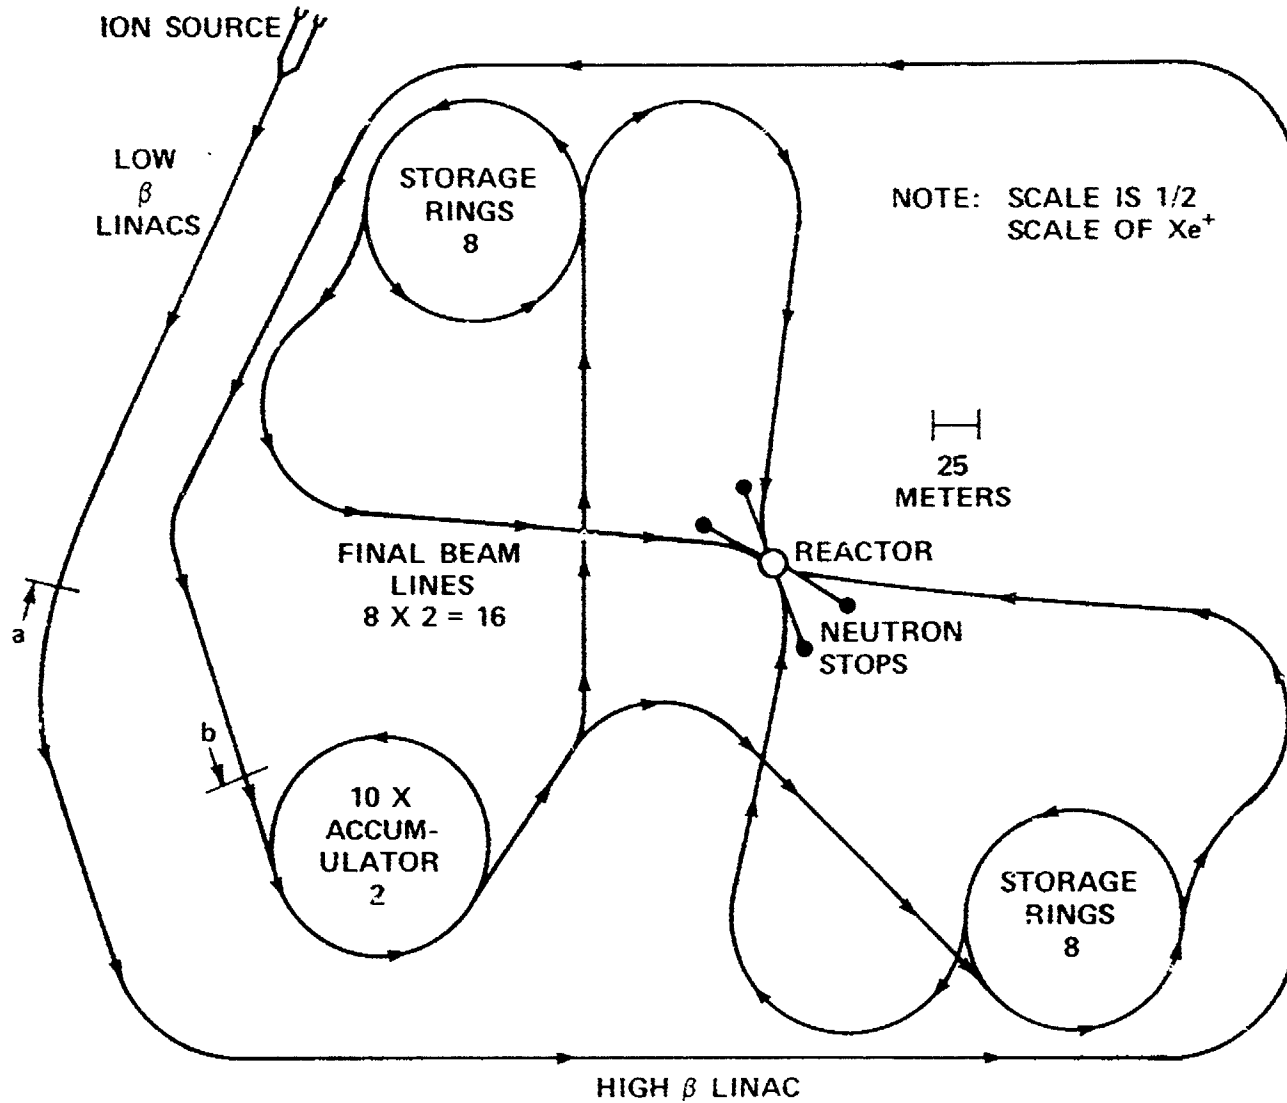 ION SOURCE
LOW
β
LINACS
STORAGE
RINGS
8
NOTE: SCALE IS 1/2
SCALE OF Xe⁺
25
METERS
REACTOR
FINAL BEAM
LINES
8 X 2 = 16
NEUTRON
STOPS
a
b
10 X
ACCUM-
ULATOR
2
STORAGE
RINGS
8
HIGH β LINAC